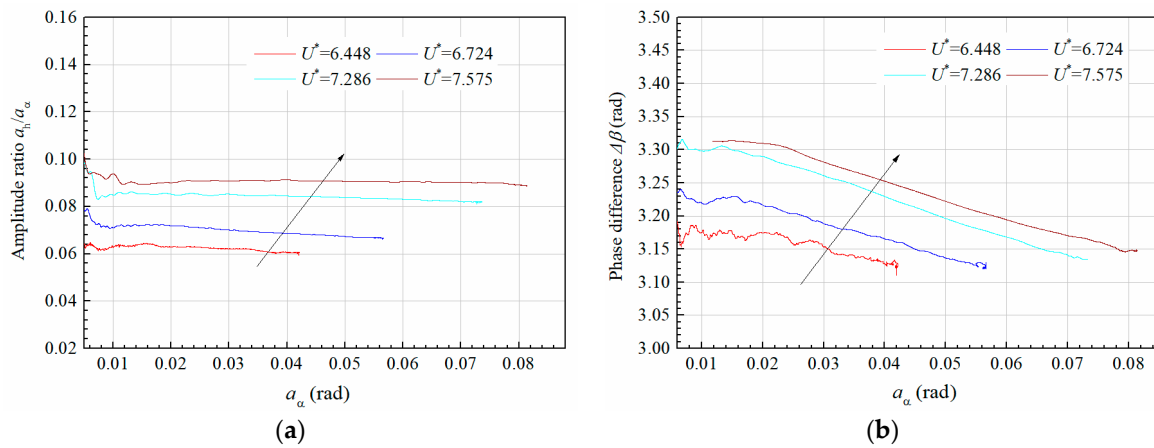 0.16
0.14
0.12
0.10
0.08
0.06
0.04
0.02
Amplitude ratio a_h/a_α
U*=6.448 U*=6.724
U*=7.286 U*=7.575
0.01 0.02 0.03 0.04 0.05 0.06 0.07 0.08
a_α (rad)
(a)
3.50
3.45
3.40
3.35
3.30
3.25
3.20
3.15
3.10
3.05
3.00
Phase difference Δβ (rad)
U*=6.448 U*=6.724
U*=7.286 U*=7.575
0.01 0.02 0.03 0.04 0.05 0.06 0.07 0.08
a_α (rad)
(b)